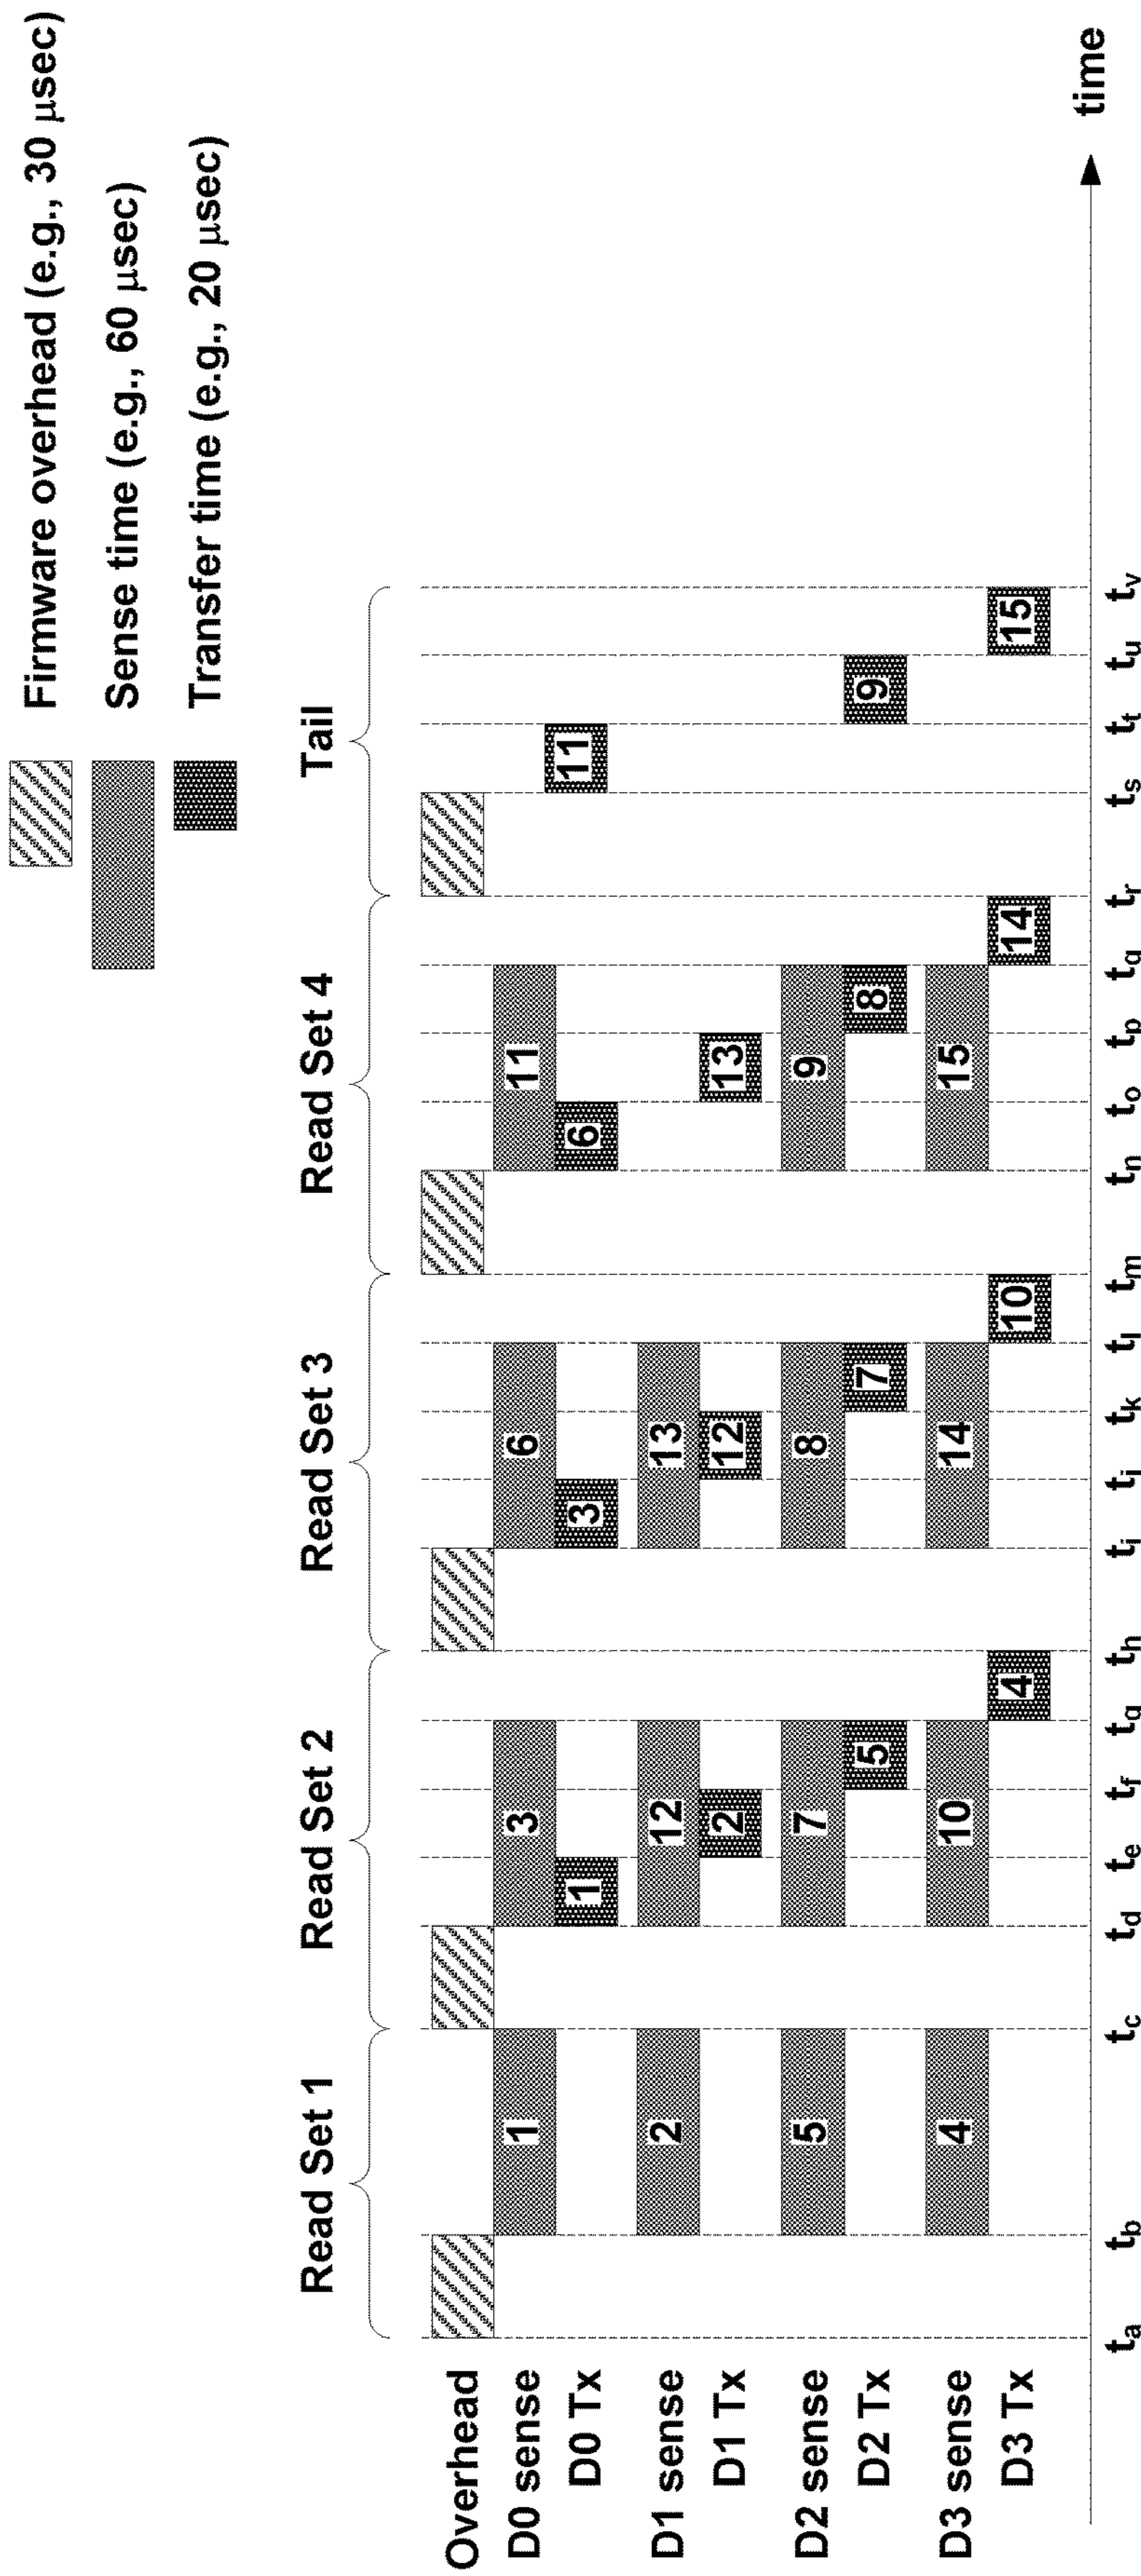 Firmware overhead (e.g., 30 μsec)
Sense time (e.g., 60 μsec)
Transfer time (e.g., 20 μsec)
Read Set 1
Read Set 2
Read Set 3
Read Set 4
Tail
Overhead
D0 sense
1
3
6
11
D0 Tx
1
3
6
11
D1 sense
2
12
13
D1 Tx
2
12
13
D2 sense
5
7
8
9
D2 Tx
5
7
8
9
D3 sense
4
10
14
15
D3 Tx
4
10
14
15
time
ta tb tc td te tf tg th ti tj tk tl tm tn to tp tq tr ts tt tu tv